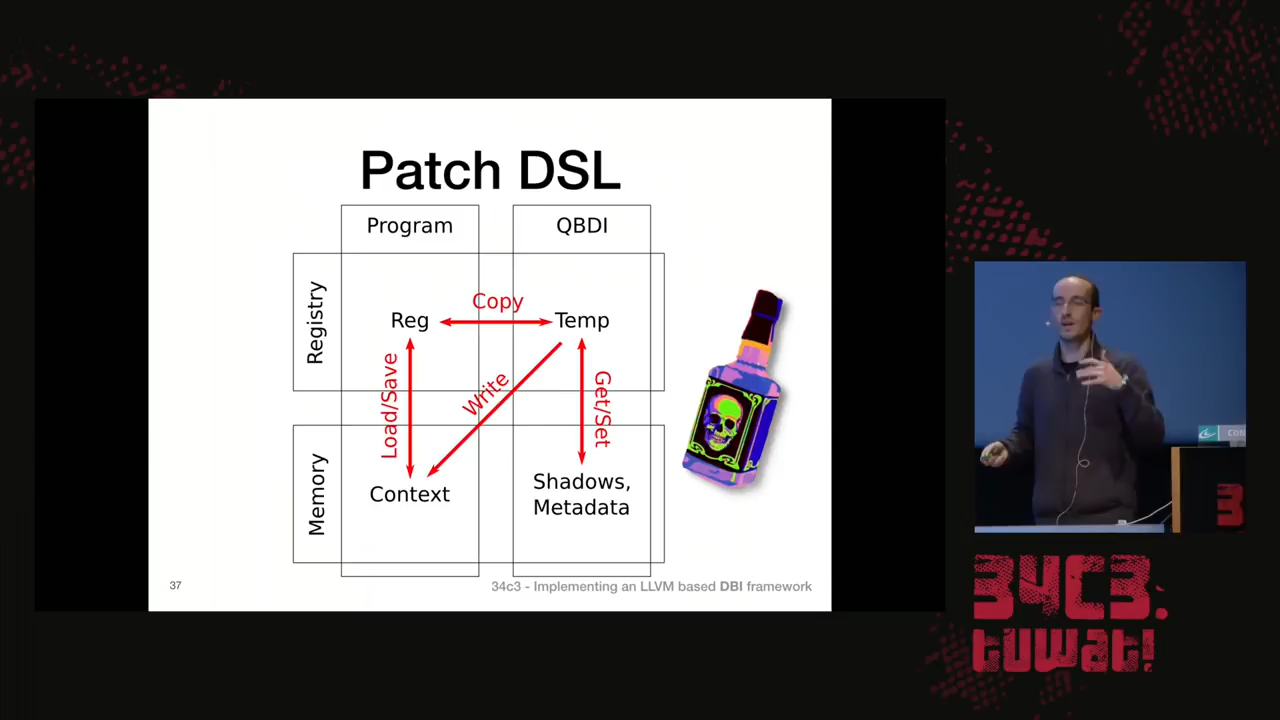 Patch DSL
Program
QBDI
Registry
Copy
Reg
Temp
Load/Save
Write
Get/Set
Memory
Context
Shadows,
Metadata
37
34c3 - Implementing an LLVM based DBI framework
CON
34C3.
tuwat!